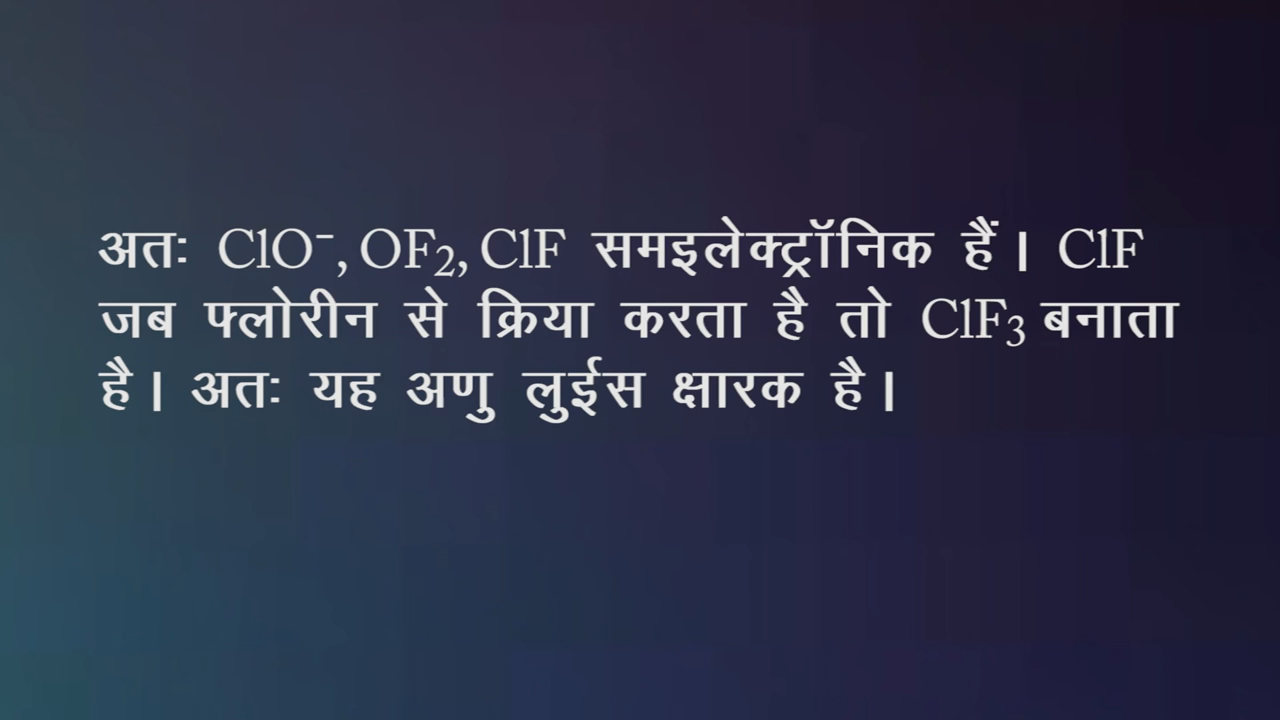 अतः ClO⁻, OF₂, ClF समइलेक्ट्रॉनिक हैं। ClF
जब फ्लोरीन से क्रिया करता है तो ClF₃ बनाता
है। अतः यह अणु लुईस क्षारक है।